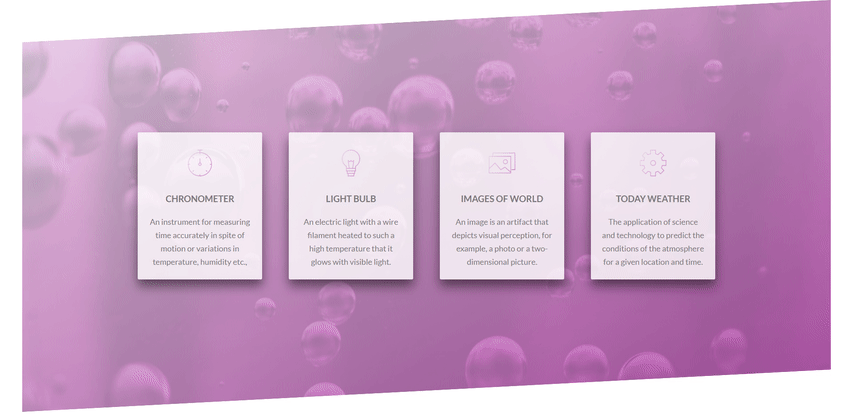 CHRONOMETER
An instrument for measuring
time accurately in spite of
motion or variations in
temperature, humidity etc..
LIGHT BULB
An electric light with a wire
filament heated to such a
high temperature that it
glows with visible light.
IMAGES OF WORLD
An image is an artifact that
depicts visual perception, for
example, a photo or a two-
dimensional picture.
TODAY WEATHER
The application of science
and technology to predict the
conditions of the atmosphere
for a given location and time.